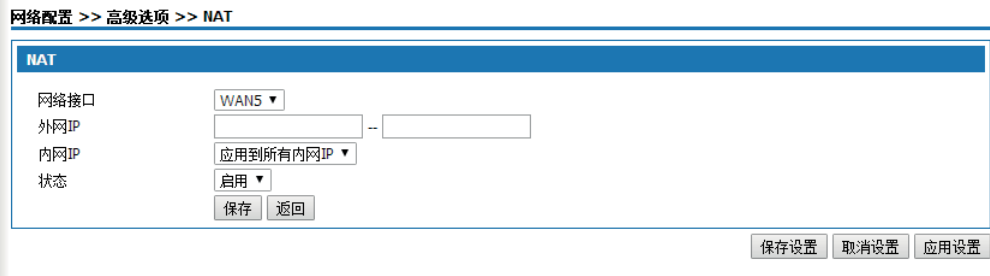 网络配置 >> 高级选项 >> NAT
NAT
网络接口 WAN5
外网IP --
内网IP 应用到所有内网IP
状态 启用
保存 返回
保存设置 取消设置 应用设置